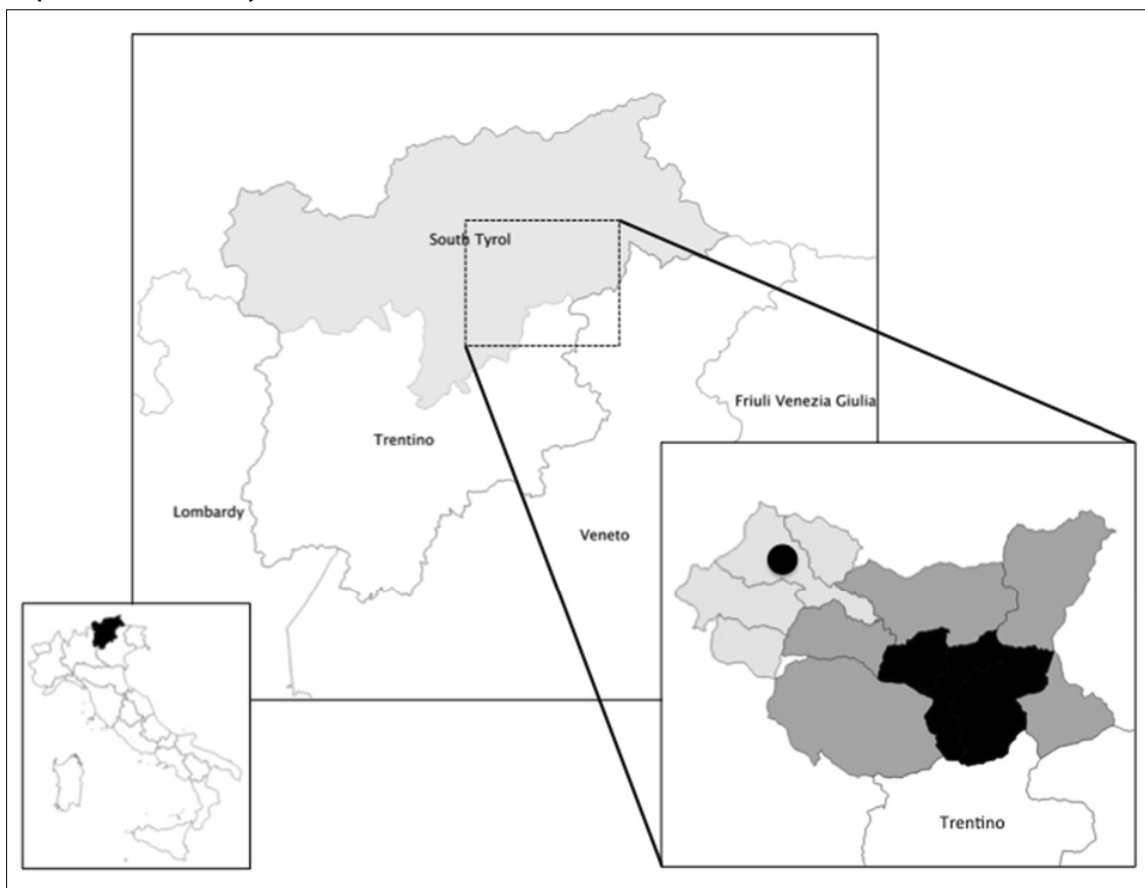 South Tyrol
Friuli Venezia Giulia
Trentino
Lombardy
Veneto
Trentino